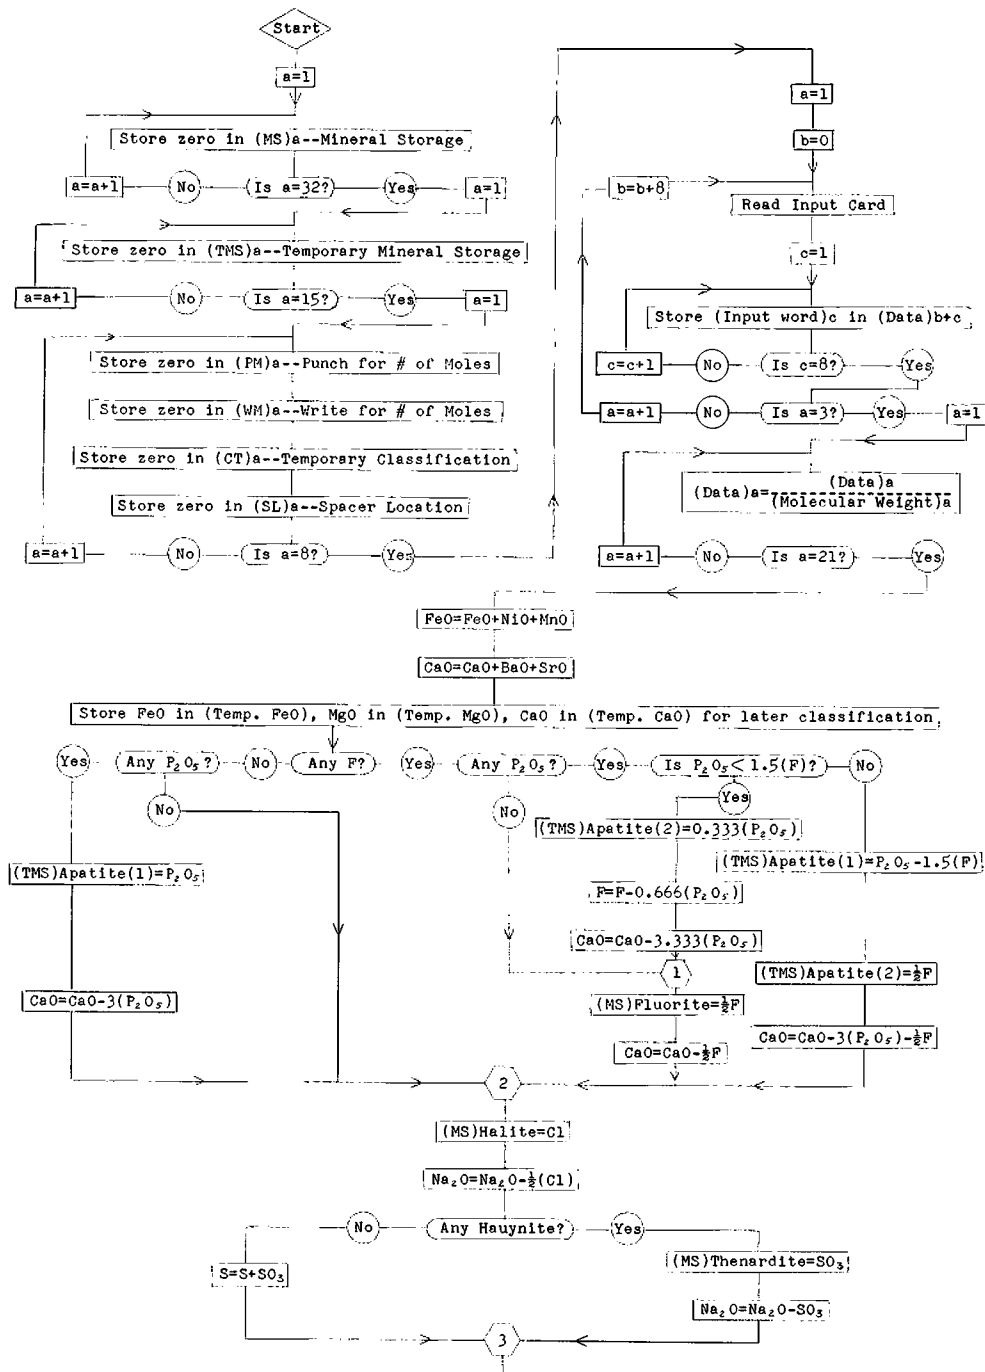 Start
a=1
Store zero in (MS)a--Mineral Storage
a=a+1
No
Is a=32?
Yes
a=1
Store zero in (TMS)a--Temporary Mineral Storage
a=a+1
No
Is a=15?
Yes
a=1
Store zero in (PM)a--Punch for # of Moles
Store zero in (WM)a--Write for # of Moles
Store zero in (CT)a--Temporary Classification
Store zero in (SL)a--Spacer Location
a=a+1
No
Is a=8?
Yes
a=1
b=0
b=b+8
Read Input Card
c=1
Store (Input word)c in (Data)b+c
c=c+1
No
Is c=8?
Yes
a=a+1
No
Is a=3?
Yes
a=1
(Data)a=(Data)a
(Molecular Weight)a
a=a+1
No
Is a=21?
Yes
FeO=FeO+NiO+MnO
CaO=CaO+BaO+SrO
Store FeO in (Temp. FeO), MgO in (Temp. MgO), CaO in (Temp. CaO) for later classification
Yes
Any P₂O₅?
No
Any F?
Yes
Any P₂O₅?
Yes
Is P₂O₅<1.5(F)?
No
No
No
Yes
(TMS)Apatite(2)=0.333(P₂O₅)
(TMS)Apatite(1)=P₂O₅
(TMS)Apatite(1)=P₂O₅-1.5(F)
F=F-0.666(P₂O₅)
CaO=CaO-3.333(P₂O₅)
1
(TMS)Apatite(2)=½F
CaO=CaO-3(P₂O₅)
(MS)Fluorite=½F
CaO=CaO-3(P₂O₅)-½F
CaO=CaO-½F
2
(MS)Halite=Cl
Na₂O=Na₂O-½(Cl)
No
Any Hauynite?
Yes
S=S+SO₃
(MS)Thenardite=SO₃
Na₂O=Na₂O-SO₃
3